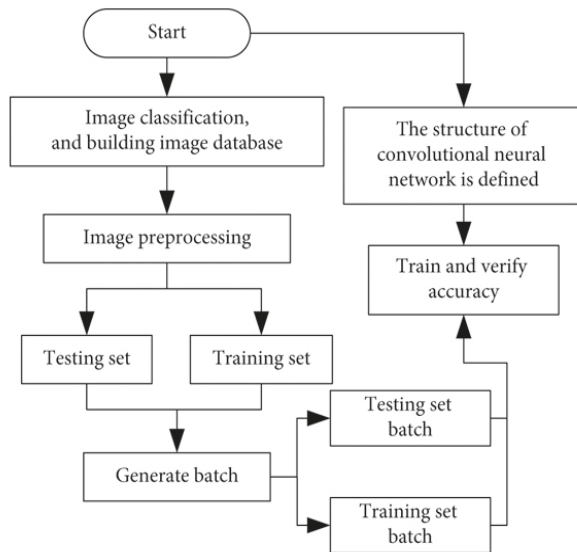 Start
Image classification,
and building image database
The structure of
convolutional neural
network is defined
Image preprocessing
Train and verify
accuracy
Testing set
Training set
Testing set
batch
Generate batch
Training set
batch